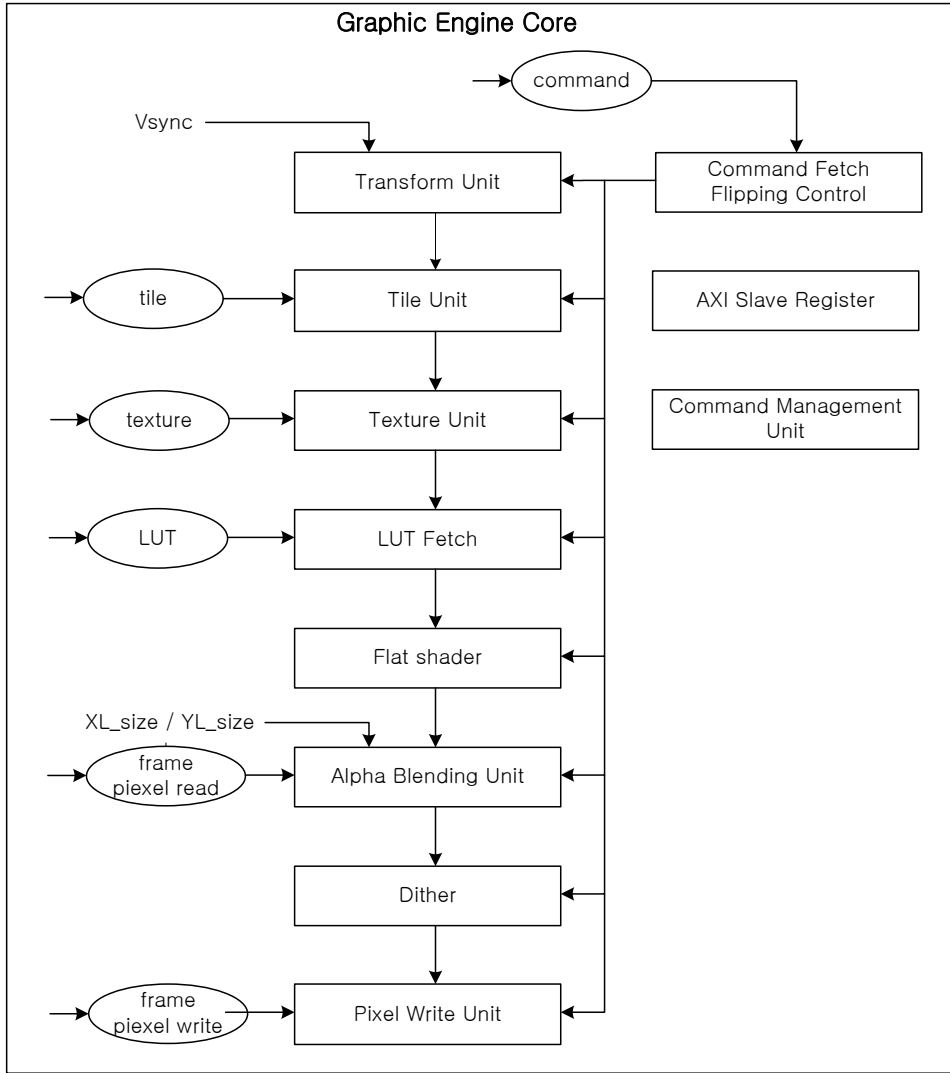 Graphic Engine Core
command
Vsync
Transform Unit
Command Fetch
Flipping Control
tile
Tile Unit
AXI Slave Register
texture
Texture Unit
Command Management
Unit
LUT
LUT Fetch
Flat shader
XL_size / YL_size
frame
piexel read
Alpha Blending Unit
Dither
frame
piexel write
Pixel Write Unit